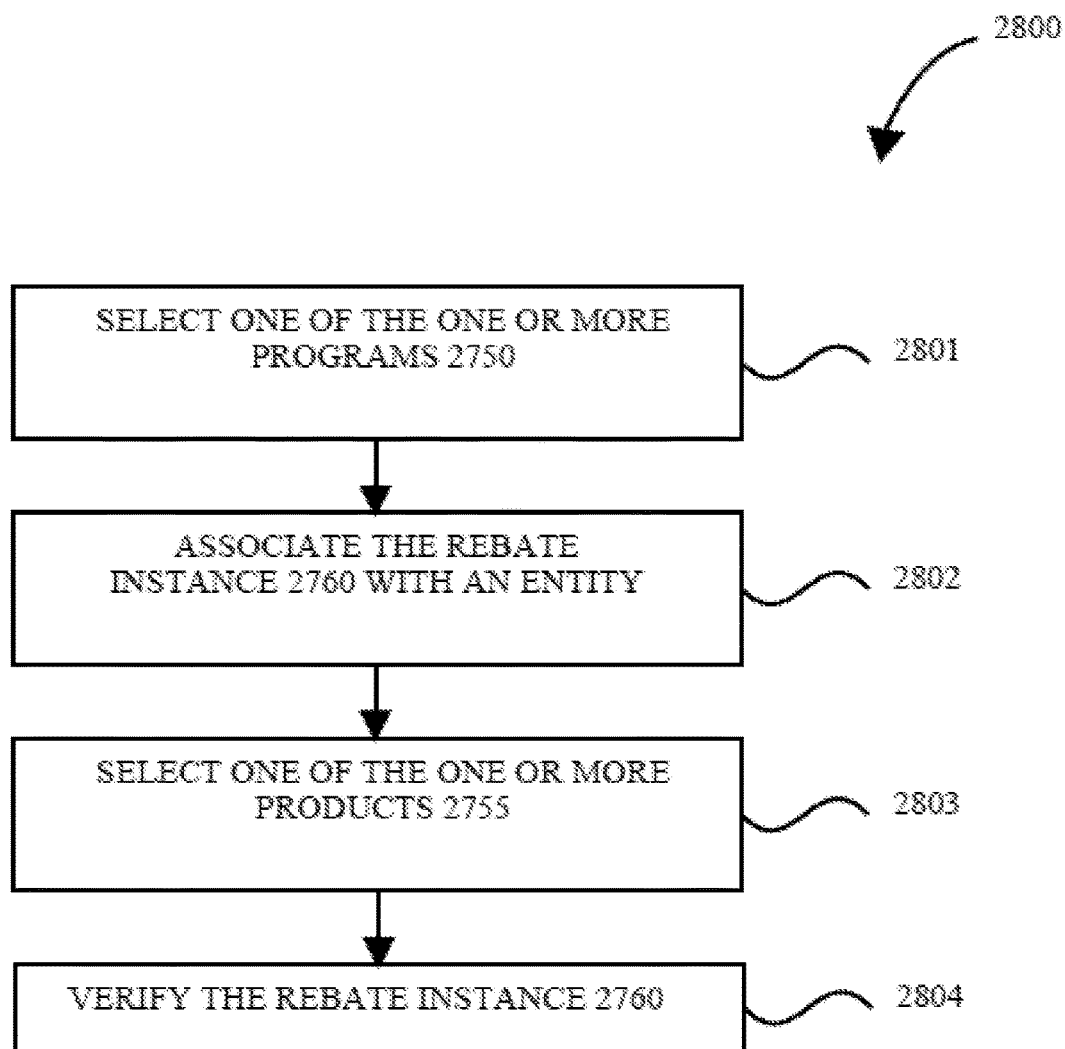 2800
SELECT ONE OF THE ONE OR MORE
PROGRAMS 2750
2801
ASSOCIATE THE REBATE
INSTANCE 2760 WITH AN ENTITY
2802
SELECT ONE OF THE ONE OR MORE
PRODUCTS 2755
2803
VERIFY THE REBATE INSTANCE 2760
2804